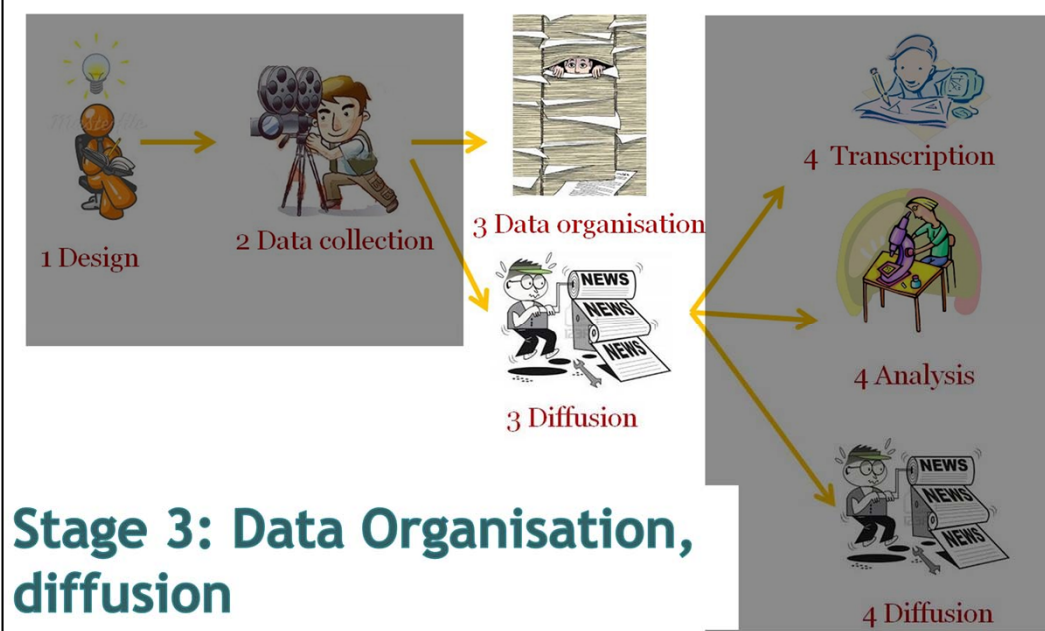 1 Design
2 Data collection
3 Data organisation
NEWS
NEWS
NEWS
3 Diffusion
4 Transcription
4 Analysis
NEWS
NEWS
NEWS
4 Diffusion
Stage 3: Data Organisation,
diffusion